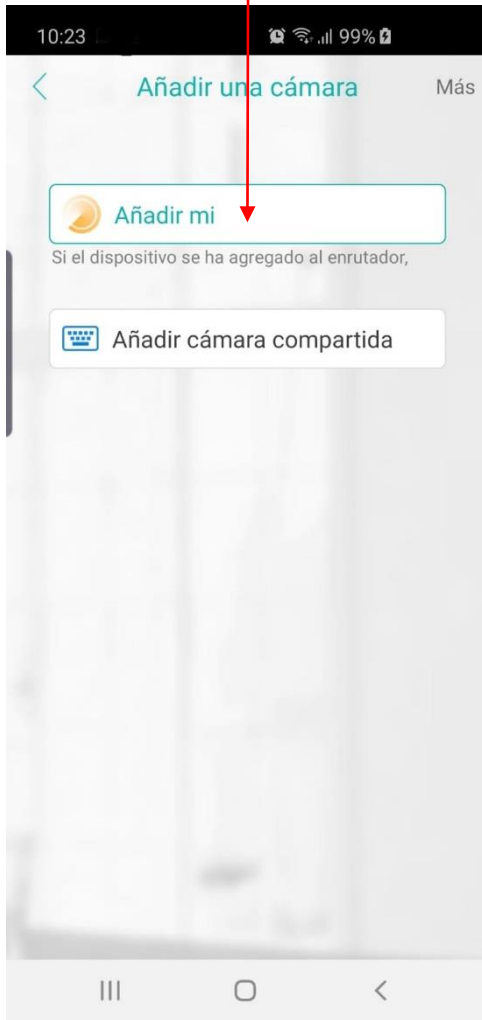 10:23 99%
Añadir una cámara Más
Añadir mi
Si el dispositivo se ha agregado al enrutador,
Añadir cámara compartida